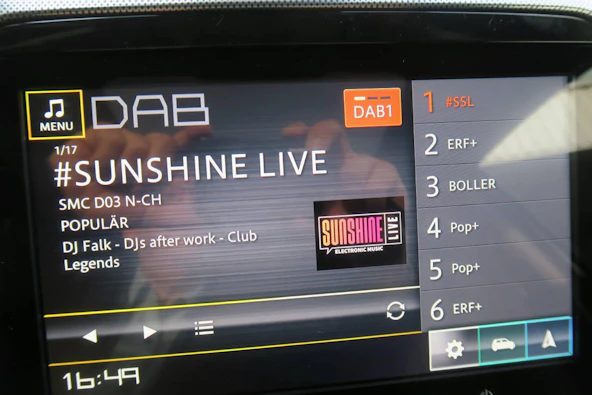 MENU
DAB
DAB1
1/17
#SUNSHINE LIVE
SMC D03 N-CH
POPULÄR
DJ Falk - DJs after work - Club
Legends
SUNSHINE
LIVE
ELECTRONIC MUSIC
1 #SSL
2 ERF+
3 BOLLER
4 Pop+
5 Pop+
6 ERF+
16:49